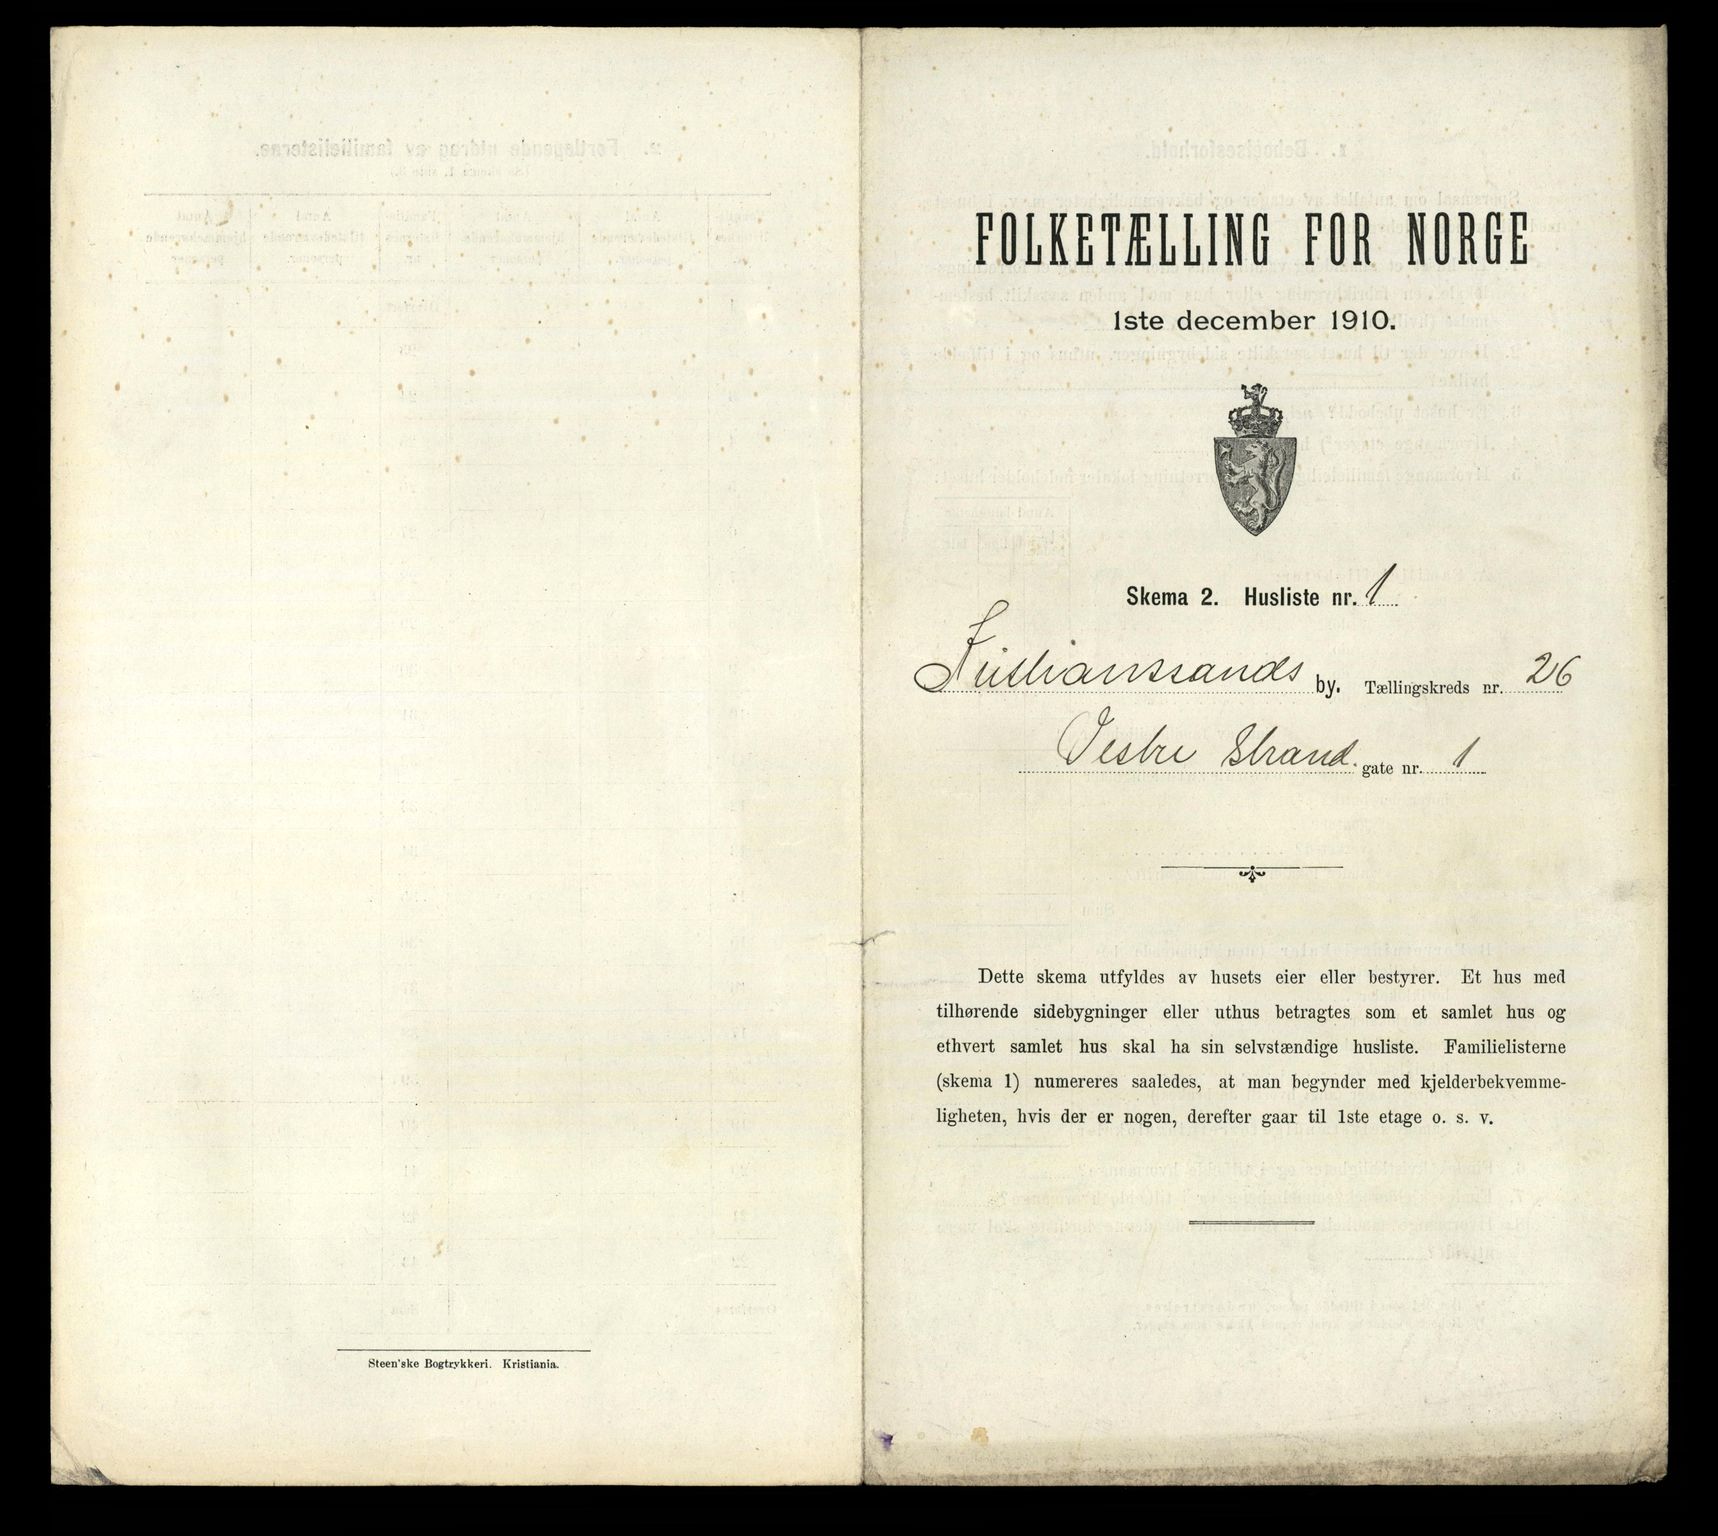 FOLKETÆLLING FOR NORGE
1ste december 1910.
Skema 2. Husliste nr. 1
Kristianssands by. Tællingskreds nr. 26
Vestre Strand. gate nr. 1
Dette skema utfyldes av husets eier eller bestyrer. Et hus med
tilhørende sidebygninger eller uthus betragtes som et samlet hus og
ethvert samlet hus skal ha sin selvstændige husliste. Familielisterne
(skema 1) numereres saaledes, at man begynder med kjelderbekvemme-
ligheten, hvis der er nogen, derefter gaar til 1ste etage o. s. v.
Steen'ske Bogtrykkeri. Kristiania.